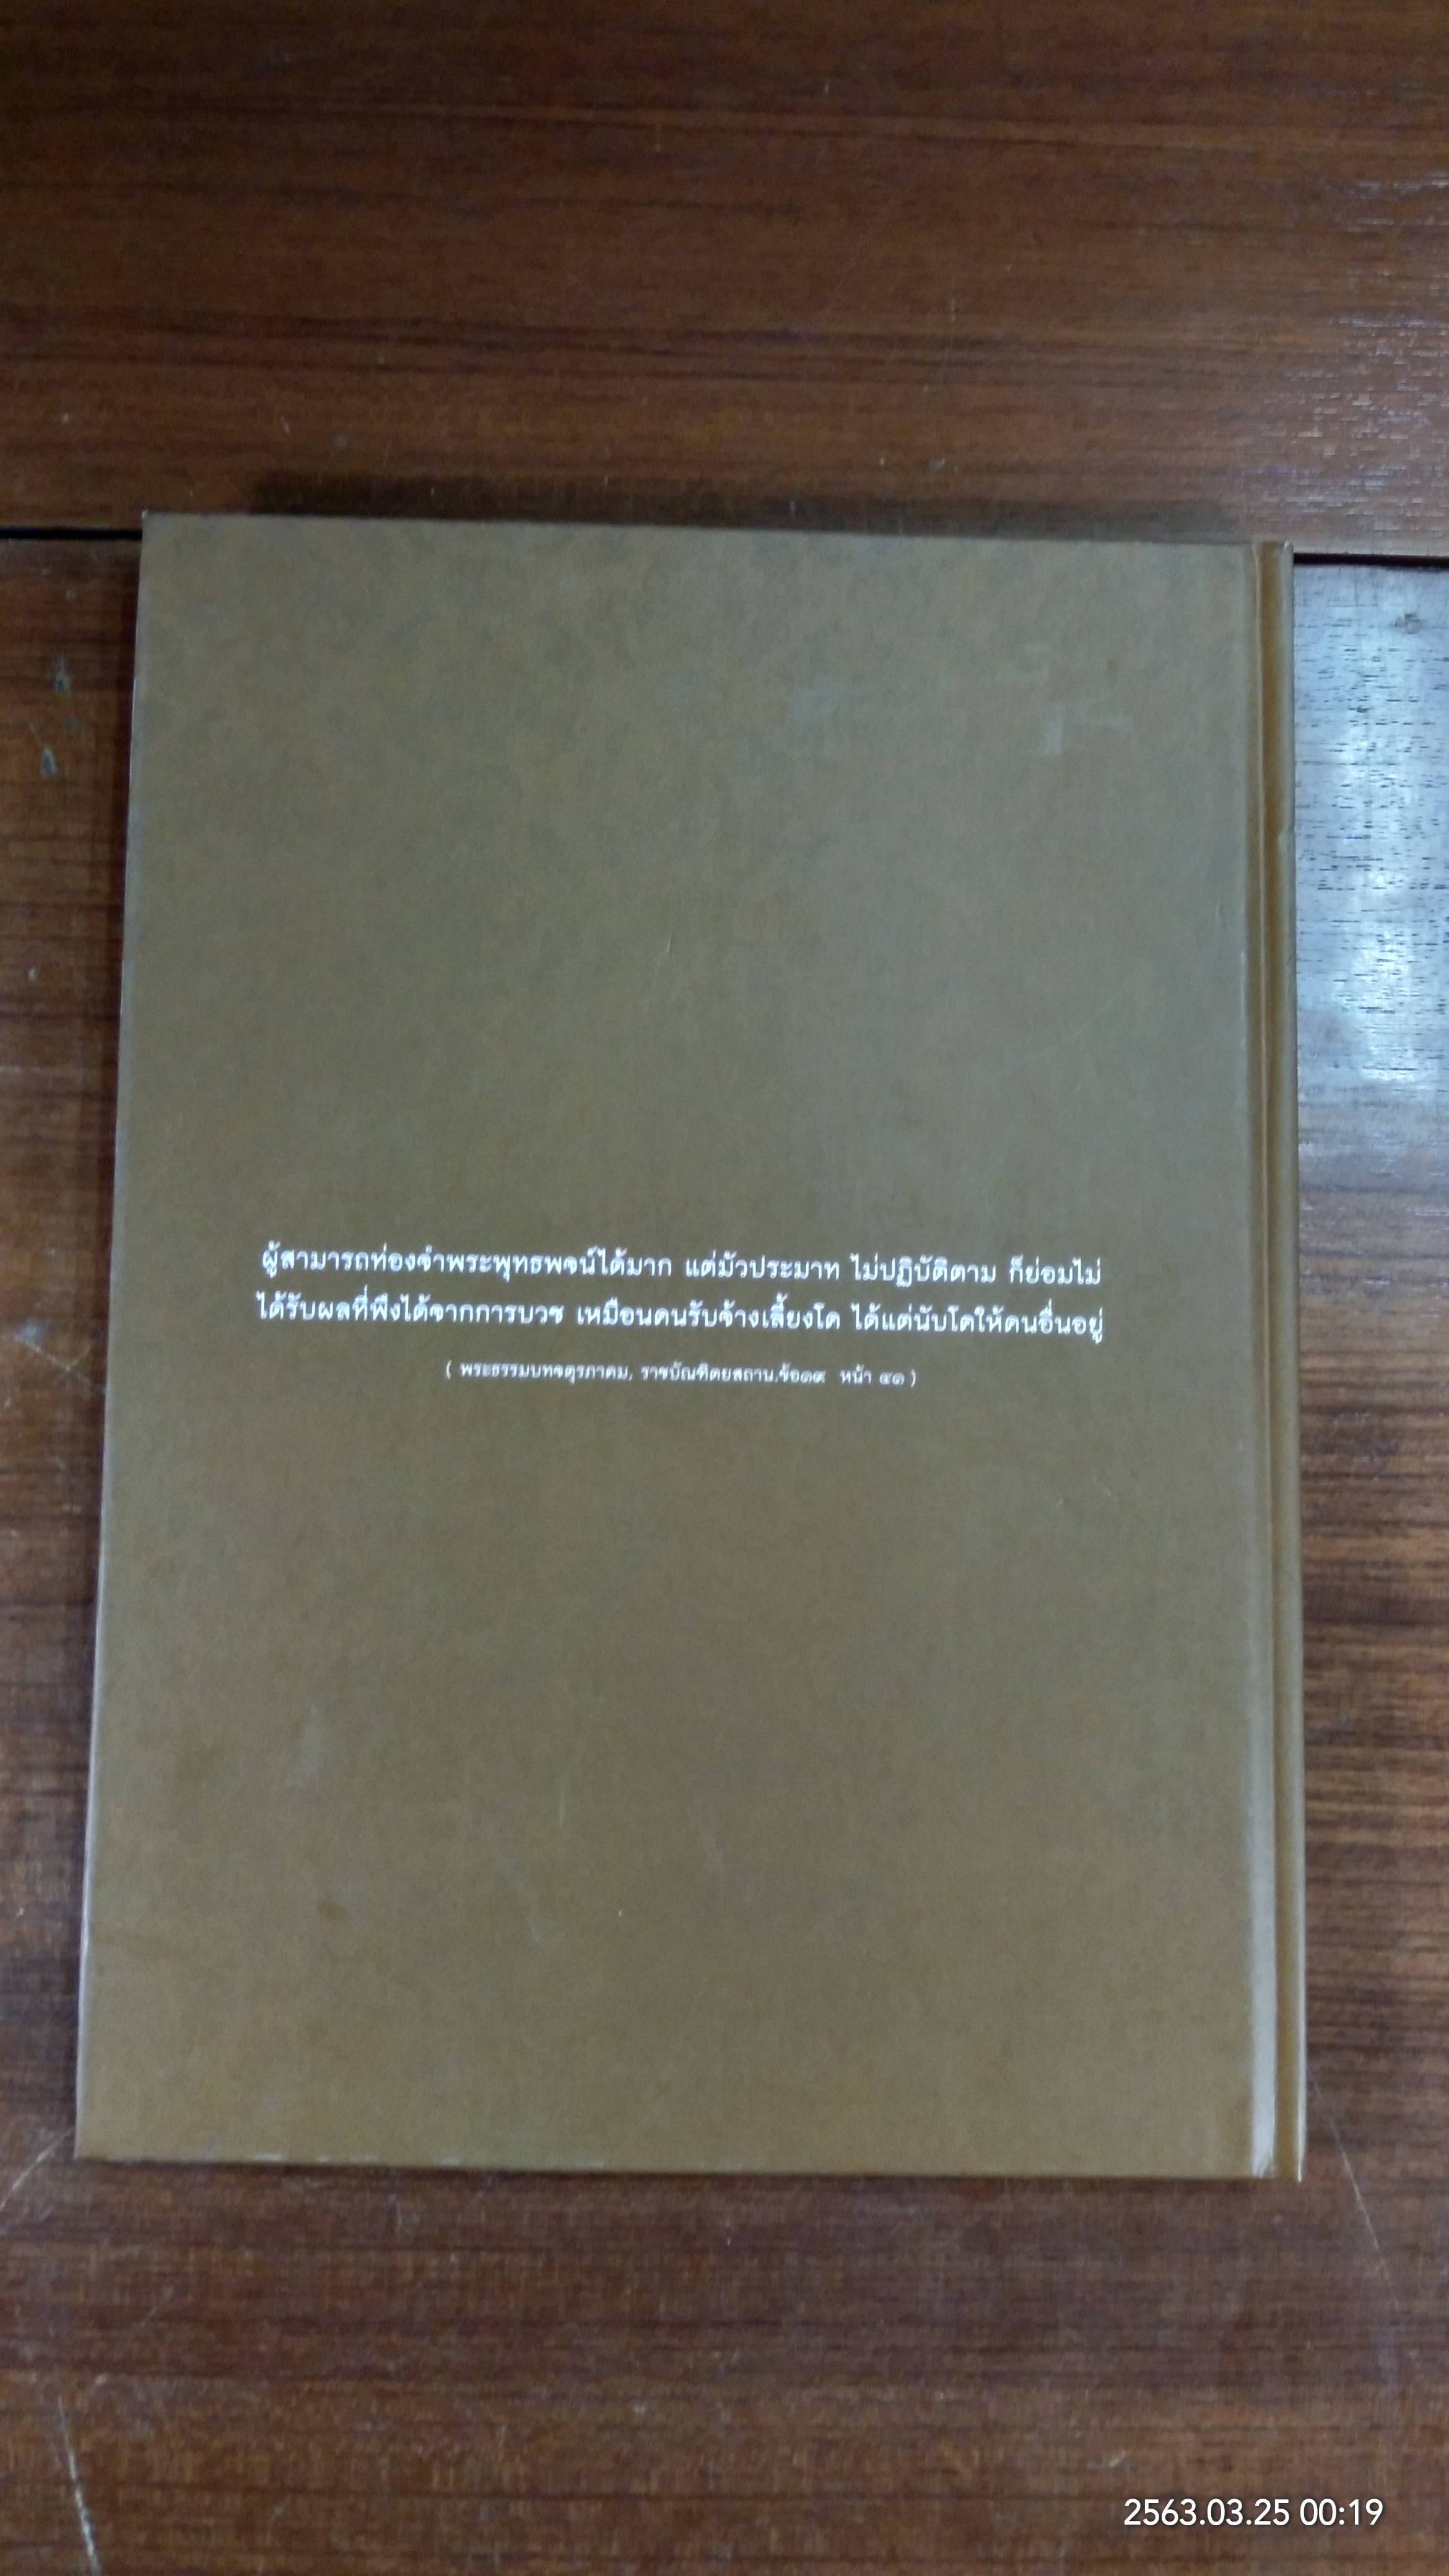 ผู้สามารถท่องจำพระพุทธพจน์ได้มาก แต่มัวประมาท ไม่ปฏิบัติตาม ก็ย่อมไม่
ได้รับผลที่พึงได้จากการบวช เหมือนคนรับจ้างเลี้ยงโค ได้แต่นับโคให้คนอื่นอยู่
( พระธรรมบทจตุรภาคม, ราชบัณฑิตยสถาน.ข้อ๑๙ หน้า ๔๑ )
2563.03.25 00:19